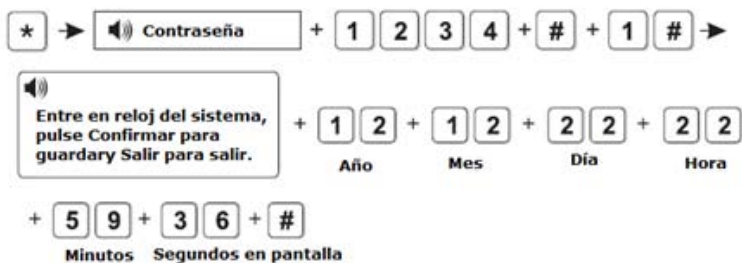 * → Contraseña + 1 2 3 4 + # + 1 # →
Entre en reloj del sistema,
pulse Confirmar para
guardary Salir para salir.
+ 1 2 + 1 2 + 2 2 + 2 2
Año Mes Día Hora
+ 5 9 + 3 6 + #
Minutos Segundos en pantalla